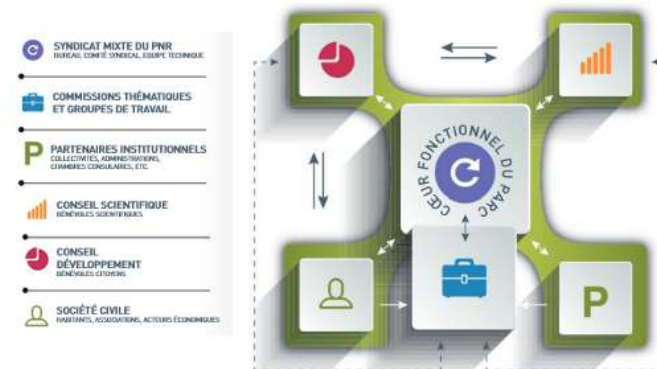 SYNDICAT MIXTE DU PNR
BUREAU, COMITÉ SYNDICAL, EQUIPE TECHNIQUE
COMMISSIONS THÉMATIQUES
ET GROUPES DE TRAVAIL
P
PARTENAIRES INSTITUTIONNELS
COLLECTIVITÉS, ADMINISTRATIONS,
CHAMBRES CONSULAIRES, ETC.
CONSEIL SCIENTIFIQUE
BÉNÉVOLES SCIENTIFIQUES
CONSEIL
DÉVELOPPEMENT
BÉNÉVOLES CITOYENS
SOCIÉTÉ CIVILE
HABITANTS, ASSOCIATIONS, ACTEURS ÉCONOMIQUES
CŒUR FONCTIONNEL DU PARC
P